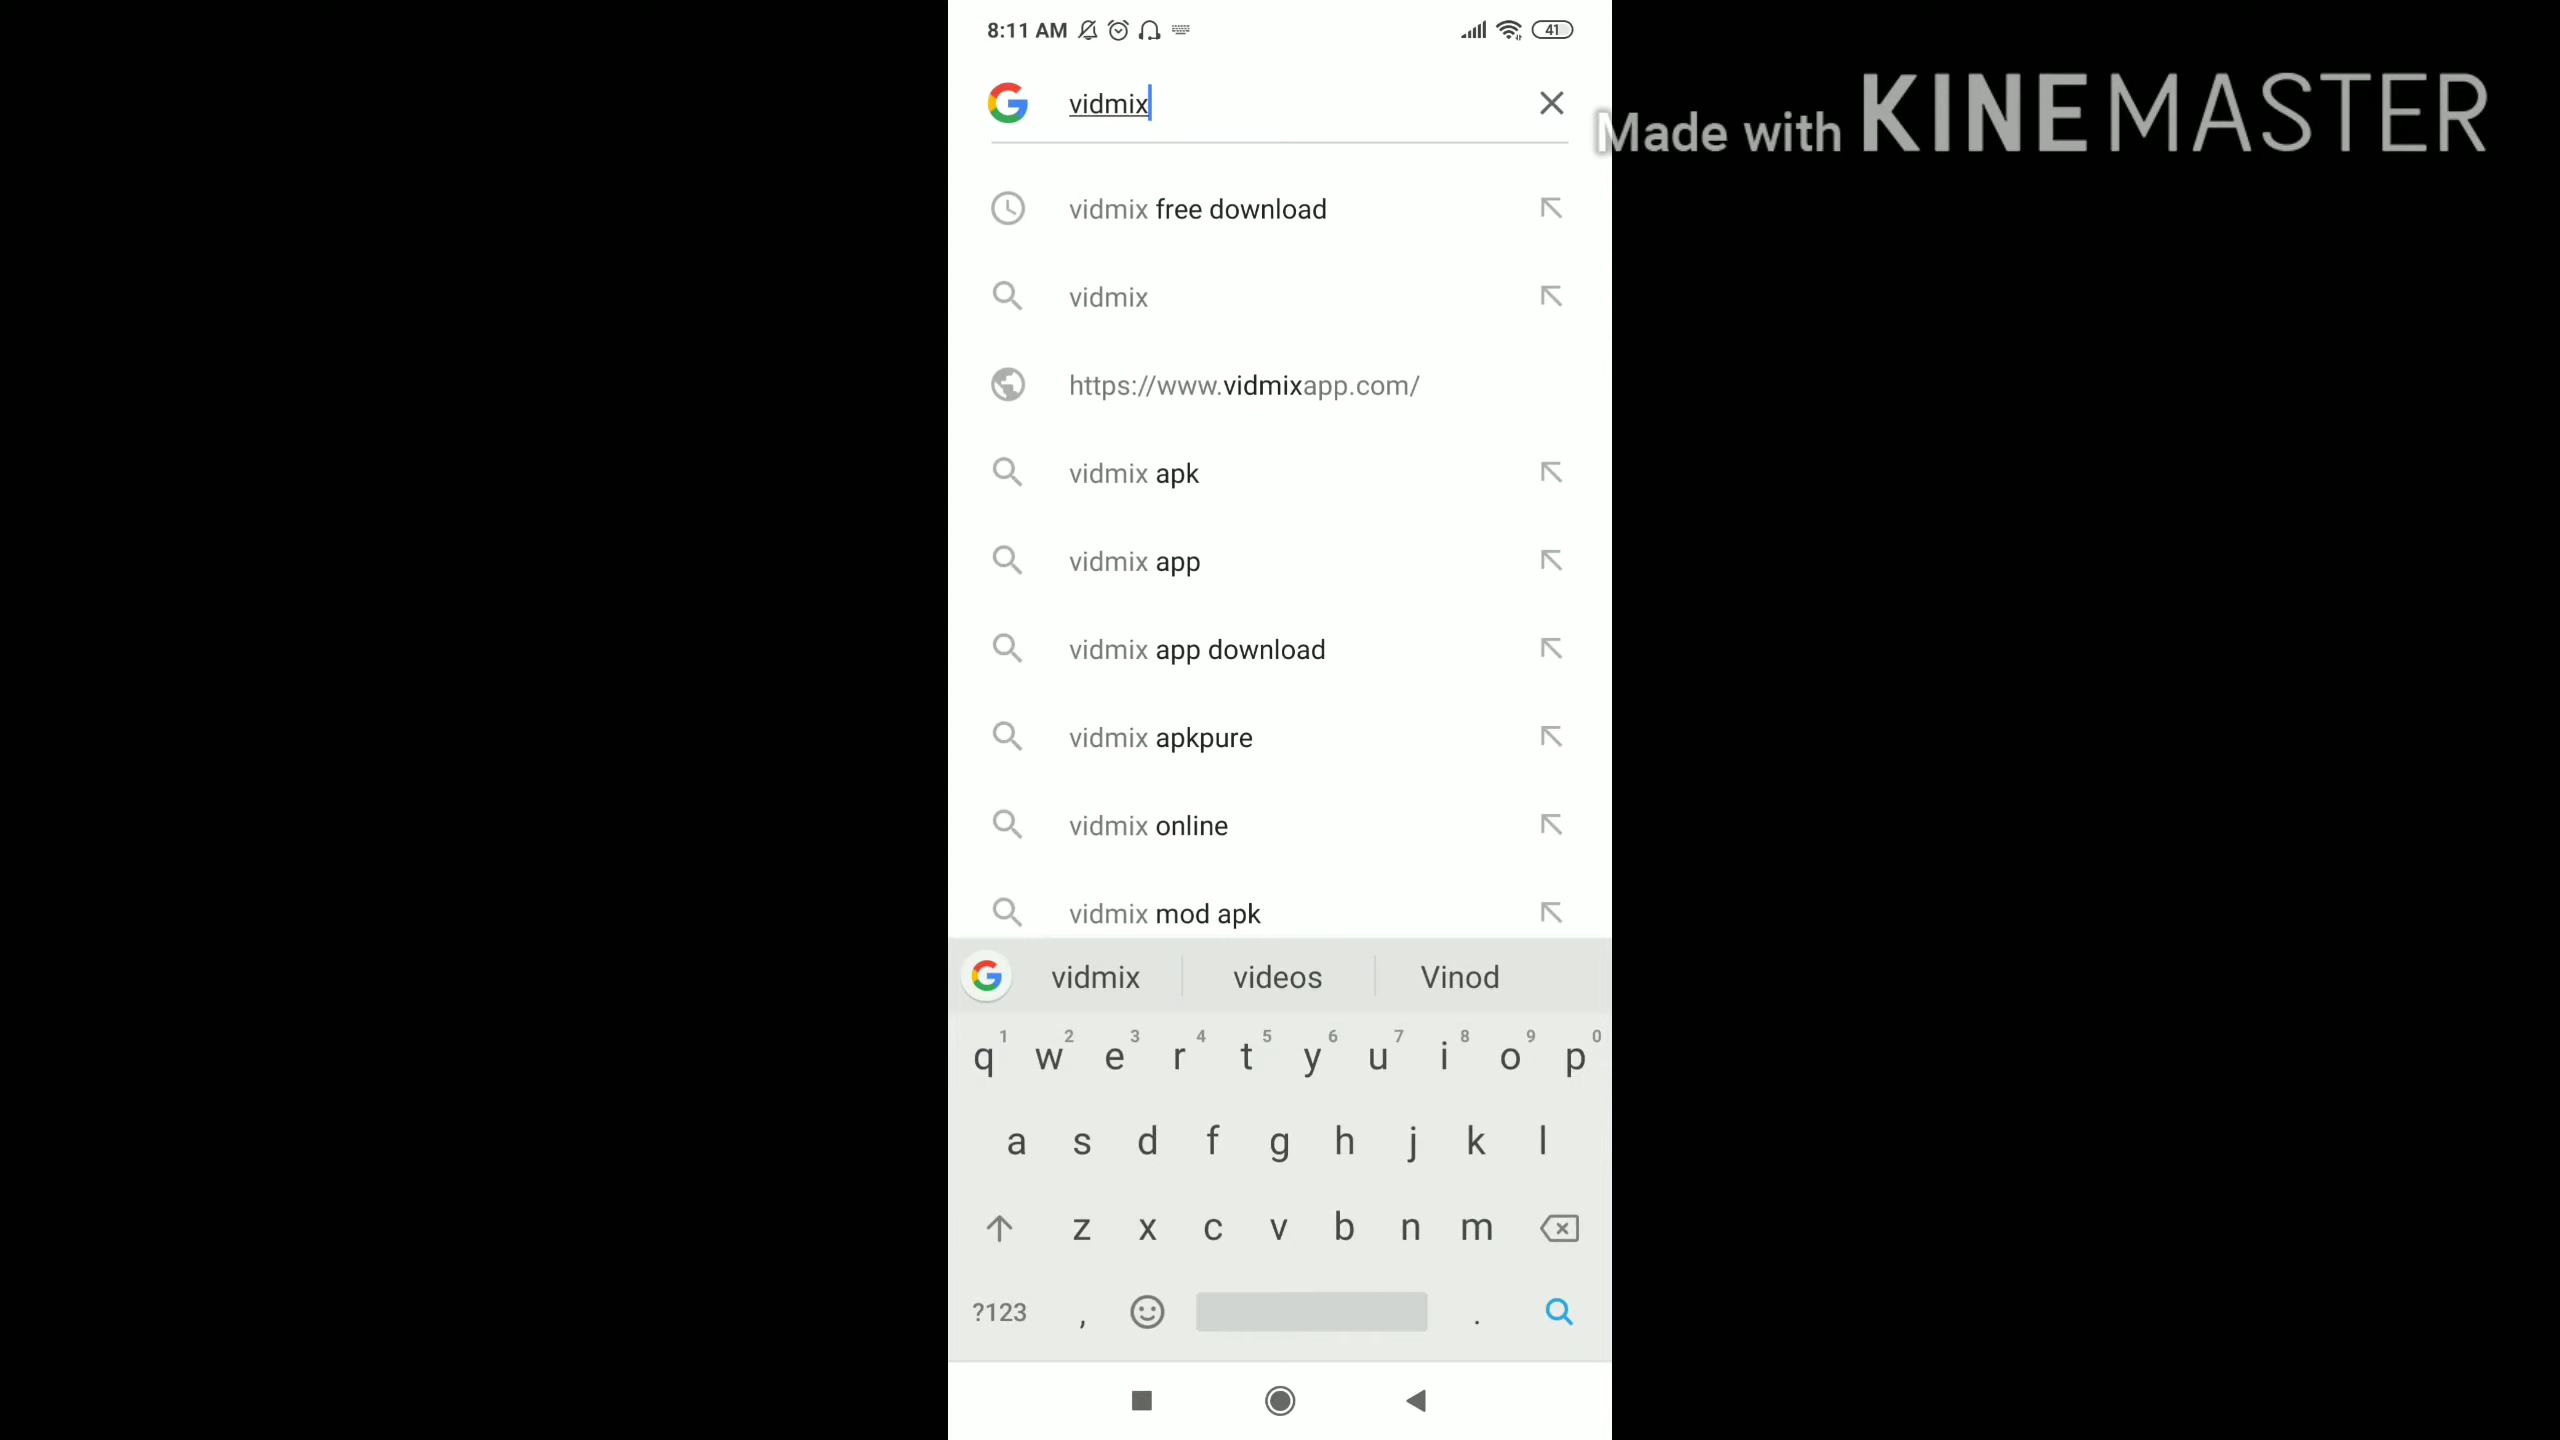 8:11 AM
41
vidmix
Made with KINEMASTER
vidmix free download
vidmix
https://www.vidmixapp.com/
vidmix apk
vidmix app
vidmix app download
vidmix apkpure
vidmix online
vidmix mod apk
vidmix videos Vinod
1 2 3 4 5 6 7 8 9 0
q w e r t y u i o p
a s d f g h j k l
z x c v b n m
?123 , .